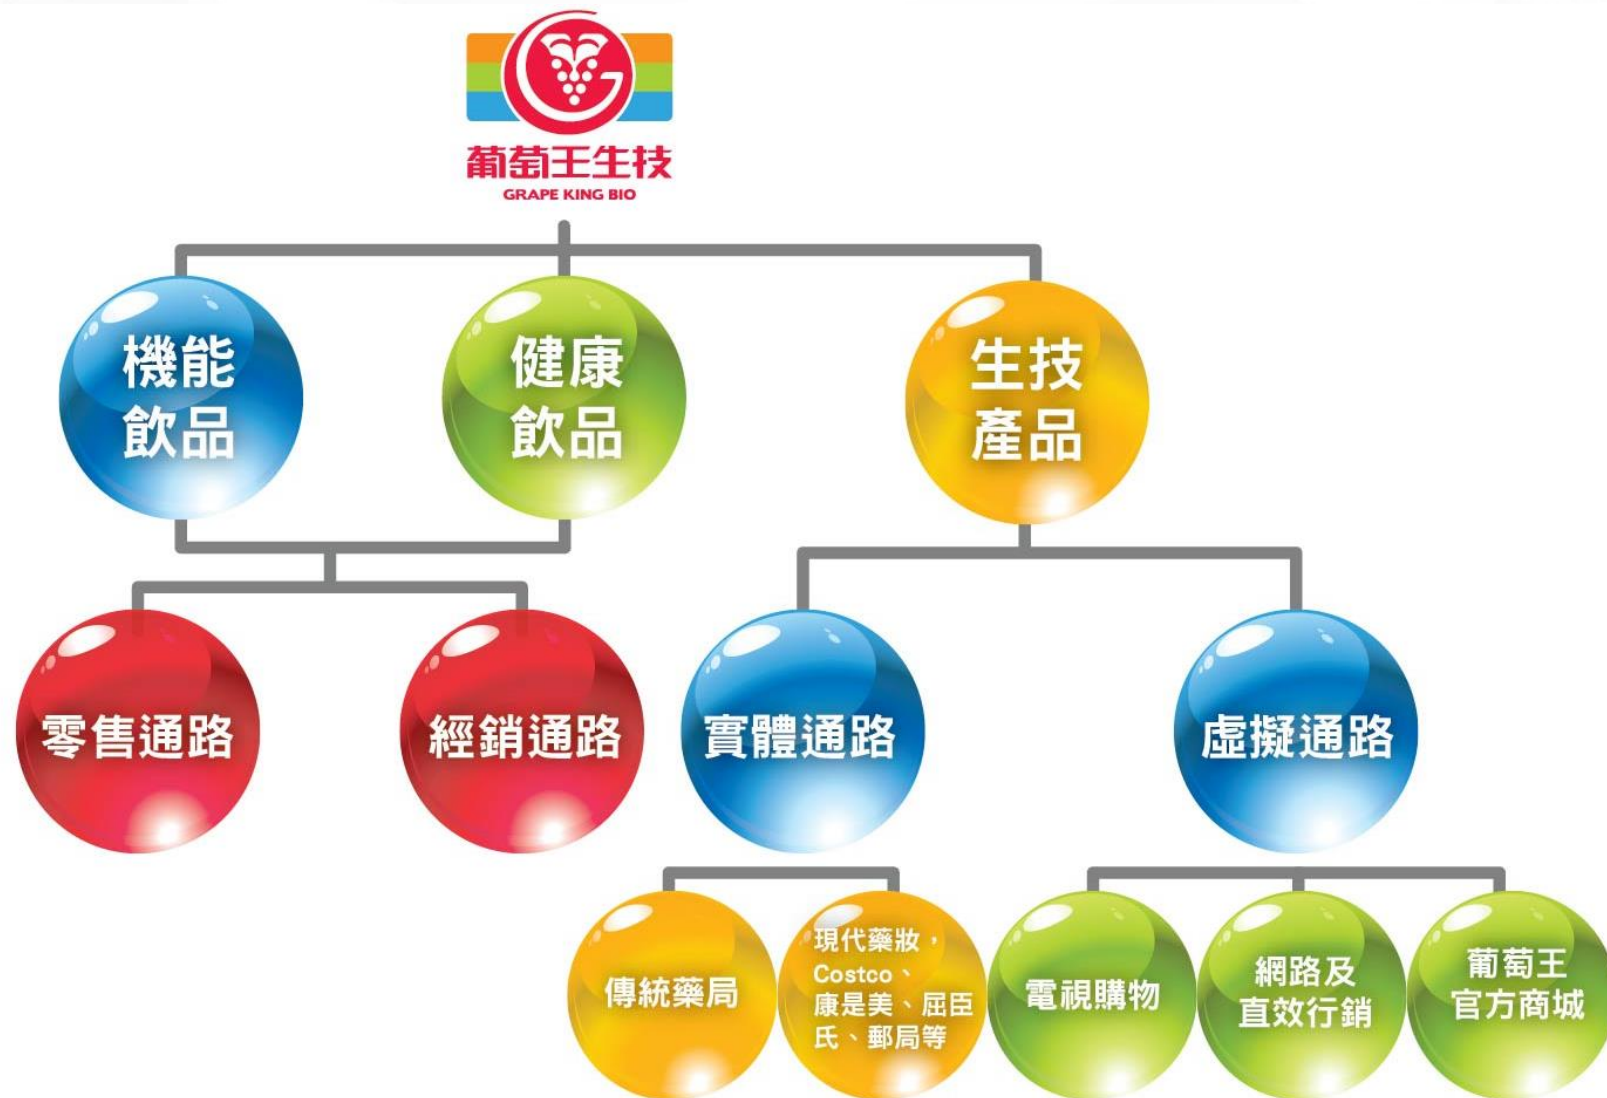 葡萄王生技
GRAPE KING BIO
機能
飲品
健康
飲品
生技
產品
零售通路
經銷通路
實體通路
虛擬通路
傳統藥局
現代藥妝，
Costco、
康是美、屈臣
氏、郵局等
電視購物
網路及
直效行銷
葡萄王
官方商城